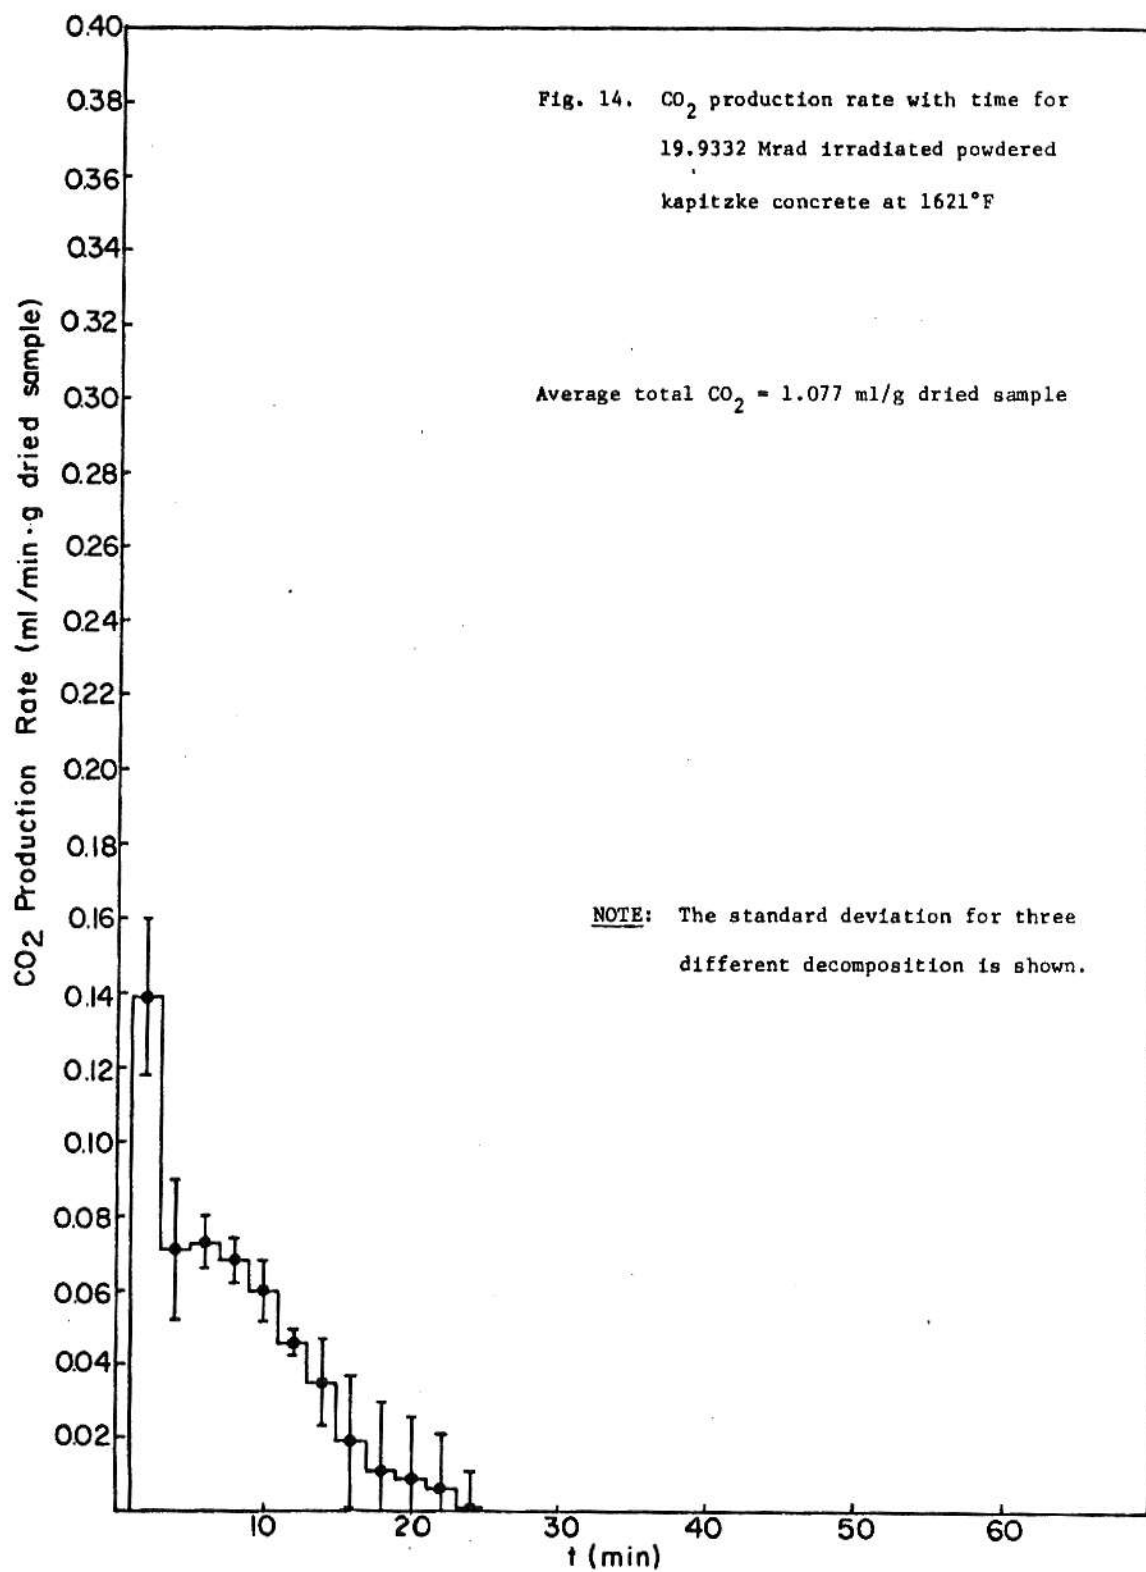 0.40
0.38
0.36
0.34
0.32
0.30
0.28
0.26
0.24
0.22
0.20
0.18
0.16
0.14
0.12
0.10
0.08
0.06
0.04
0.02
CO2 Production Rate (ml/min·g dried sample)
Fig. 14. CO2 production rate with time for
19.9332 Mrad irradiated powdered
kapitzke concrete at 1621°F
Average total CO2 = 1.077 ml/g dried sample
NOTE: The standard deviation for three
different decomposition is shown.
10 20 30 40 50 60
t (min)